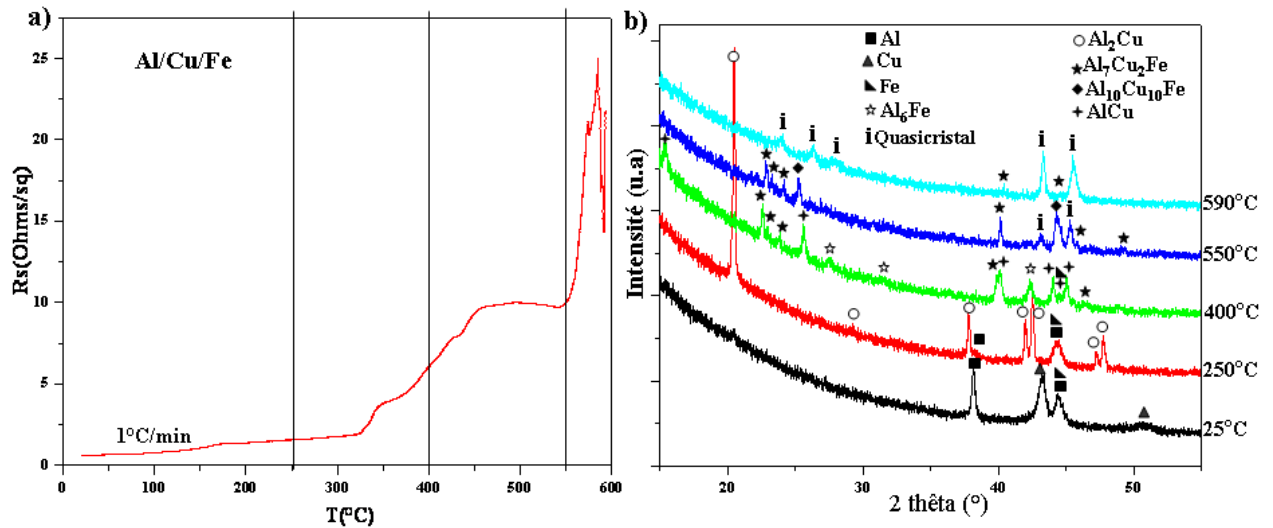 a)
Al/Cu/Fe
1°C/min
Rs(Ohms/sq)
25
20
15
10
5
0
0 100 200 300 400 500 600
T(°C)
b)
Al
Cu
Fe
Al6Fe
i Quasicristal
Al2Cu
Al7Cu2Fe
Al10Cu10Fe
AlCu
i i i i i
i i
590°C
550°C
400°C
250°C
25°C
Intensité (u.a)
20 30 40 50
2 thêta (°)